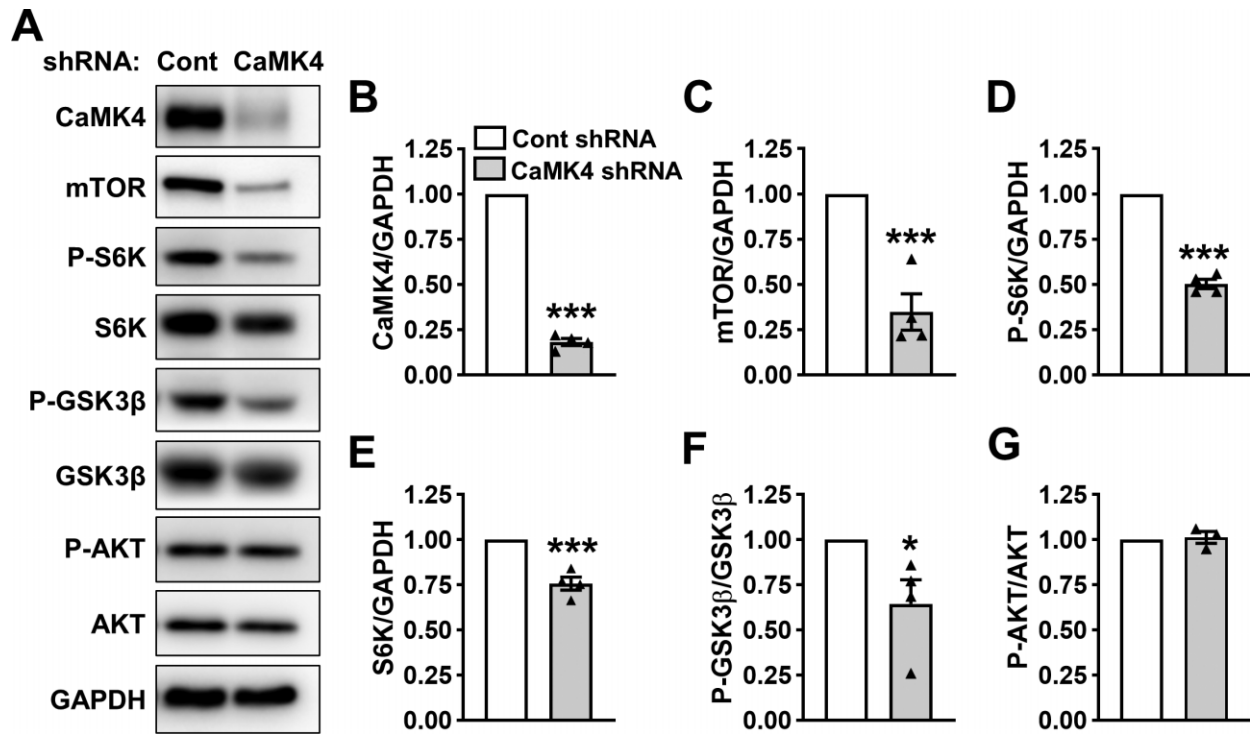 A
shRNA: Cont CaMK4
CaMK4
mTOR
P-S6K
S6K
P-GSK3β
GSK3β
P-AKT
AKT
GAPDH
B
Cont shRNA
CaMK4 shRNA
CaMK4/GAPDH
1.25
1.00
0.75
0.50
0.25
0.00
***
C
mTOR/GAPDH
1.25
1.00
0.75
0.50
0.25
0.00
***
D
P-S6K/GAPDH
1.25
1.00
0.75
0.50
0.25
0.00
***
E
S6K/GAPDH
1.25
1.00
0.75
0.50
0.25
0.00
***
F
P-GSK3β/GSK3β
1.25
1.00
0.75
0.50
0.25
0.00
*
G
P-AKT/AKT
1.25
1.00
0.75
0.50
0.25
0.00